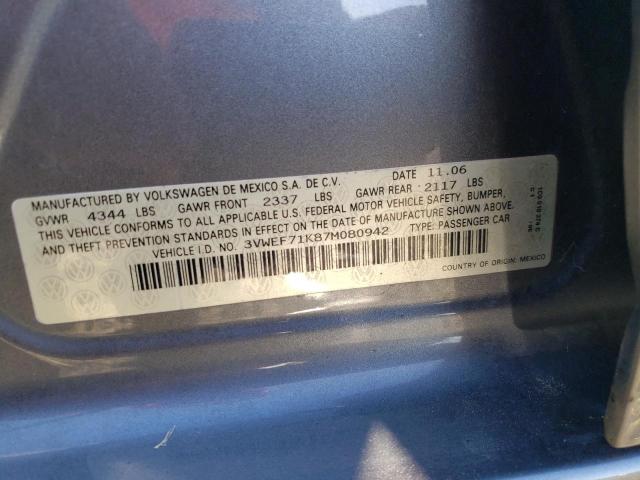 MANUFACTURED BY VOLKSWAGEN DE MEXICO S.A. DE C.V. DATE 11.06
GVWR 4344 LBS GAWR FRONT 2337 LBS GAWR REAR 2117 LBS
THIS VEHICLE CONFORMS TO ALL APPLICABLE U.S. FEDERAL MOTOR VEHICLE SAFETY, BUMPER,
AND THEFT PREVENTION STANDARDS IN EFFECT ON THE DATE OF MANUFACTURE SHOWN ABOVE.
VEHICLE I.D. NO. 3VWEF71K87M080942 TYPE: PASSENGER CAR
COUNTRY OF ORIGIN: MEXICO